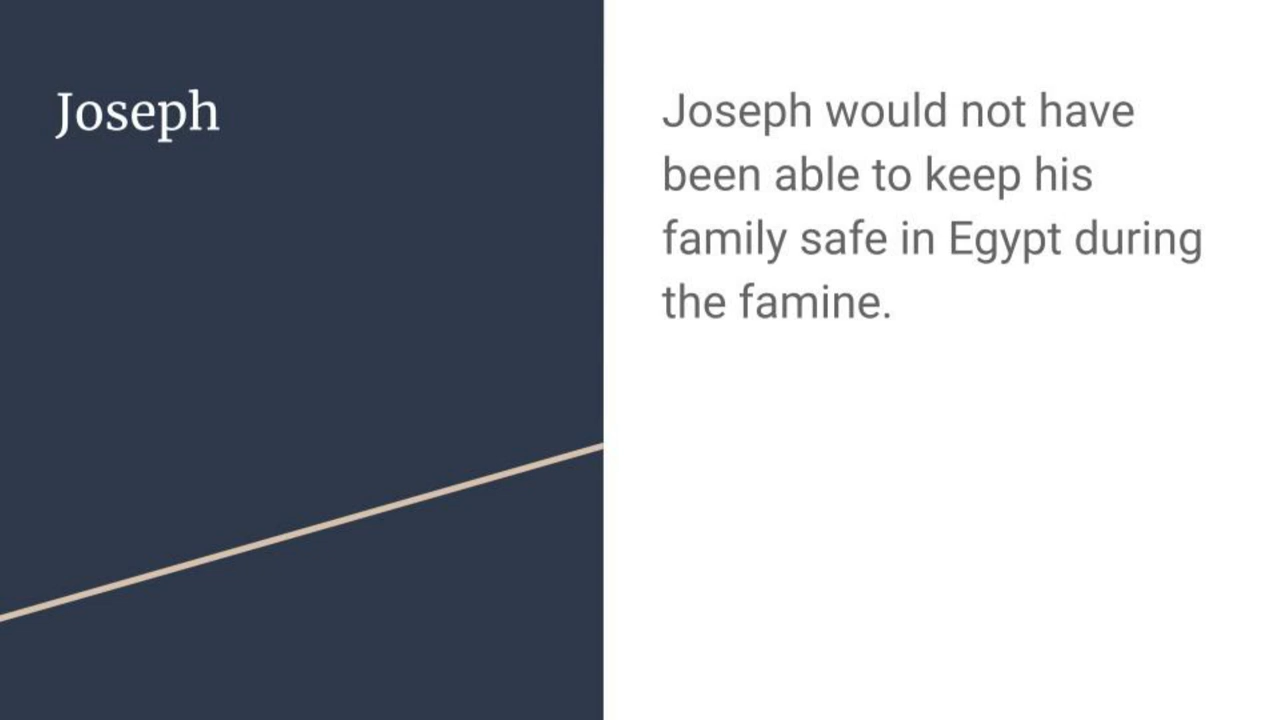 Joseph
Joseph would not have
been able to keep his
family safe in Egypt during
the famine.